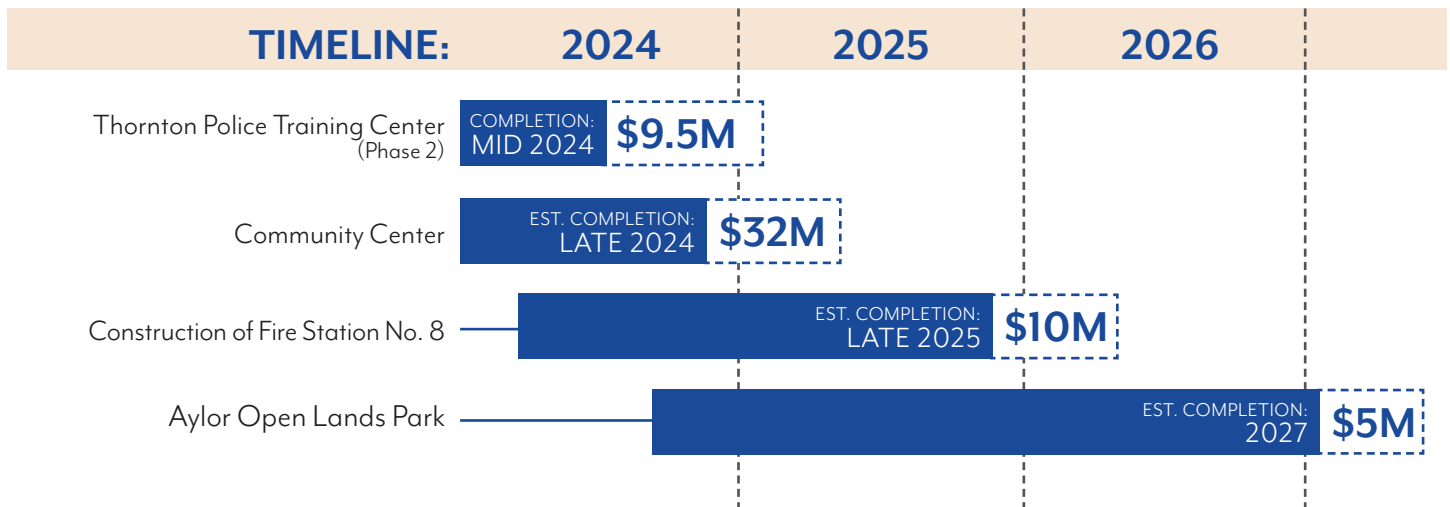 TIMELINE: 2024 2025 2026
Thornton Police Training Center
(Phase 2)
COMPLETION:
MID 2024
$9.5M
Community Center
EST. COMPLETION:
LATE 2024
$32M
Construction of Fire Station No. 8
EST. COMPLETION:
LATE 2025
$10M
Aylor Open Lands Park
EST. COMPLETION:
2027
$5M